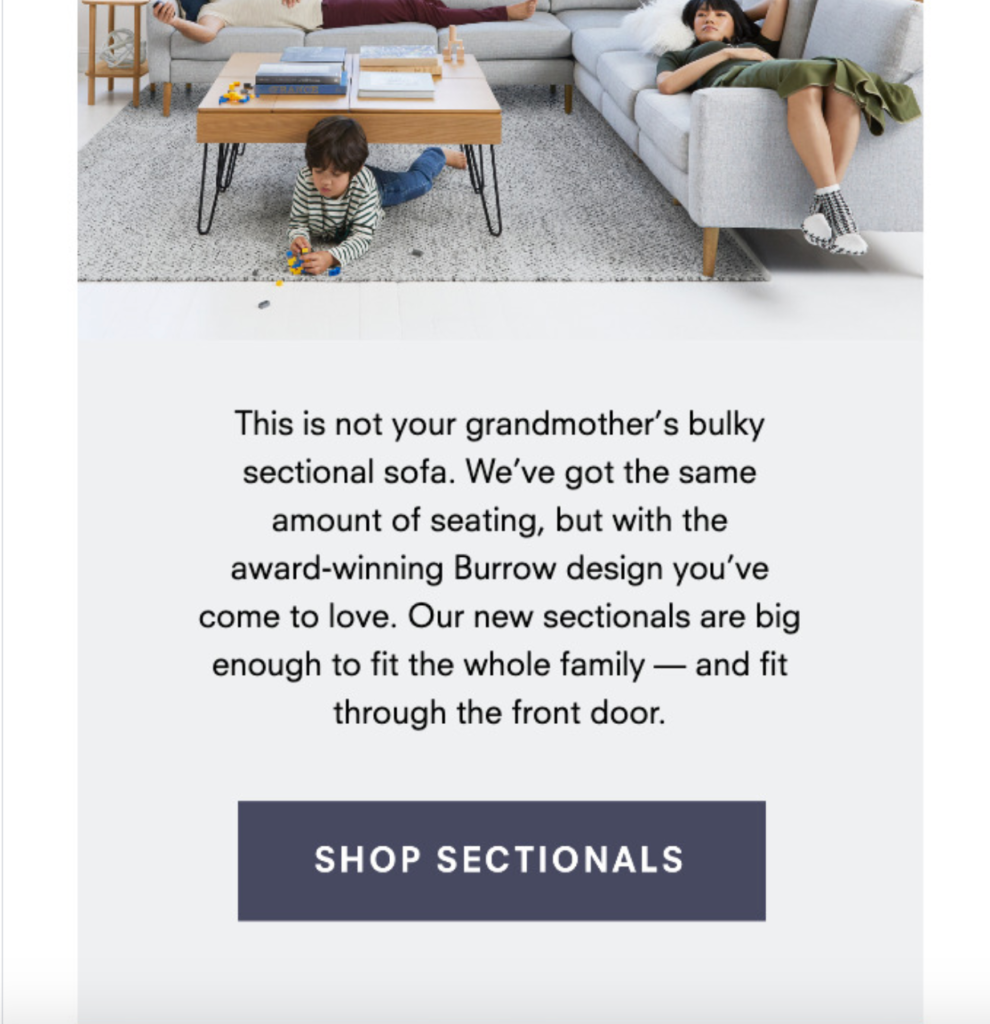 This is not your grandmother’s bulky
sectional sofa. We’ve got the same
amount of seating, but with the
award-winning Burrow design you’ve
come to love. Our new sectionals are big
enough to fit the whole family — and fit
through the front door.
SHOP SECTIONALS